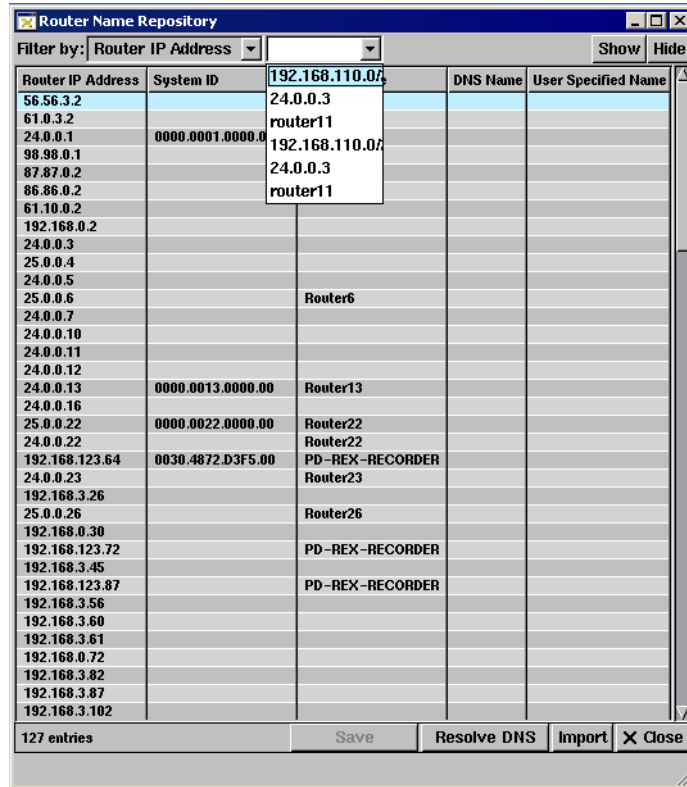 Router Name Repository
Filter by: Router IP Address
Show Hide
Router IP Address System ID DNS Name User Specified Name
192.168.110.0/
24.0.0.3
router11
192.168.110.0/
24.0.0.3
router11
56.56.3.2
61.0.3.2
24.0.0.1 0000.0001.0000.0
98.98.0.1
87.87.0.2
86.86.0.2
61.10.0.2
192.168.0.2
24.0.0.3
25.0.0.4
24.0.0.5
25.0.0.6 Router6
24.0.0.7
24.0.0.10
24.0.0.11
24.0.0.12
24.0.0.13 0000.0013.0000.00 Router13
24.0.0.16
25.0.0.22 0000.0022.0000.00 Router22
24.0.0.22 Router22
192.168.123.64 0030.4872.D3F5.00 PD-REX-RECORDER
24.0.0.23 Router23
192.168.3.26
25.0.0.26 Router26
192.168.0.30
192.168.123.72 PD-REX-RECORDER
192.168.3.45
192.168.123.87 PD-REX-RECORDER
192.168.3.56
192.168.3.60
192.168.3.61
192.168.0.72
192.168.3.82
192.168.3.87
192.168.3.102
127 entries Save Resolve DNS Import Close